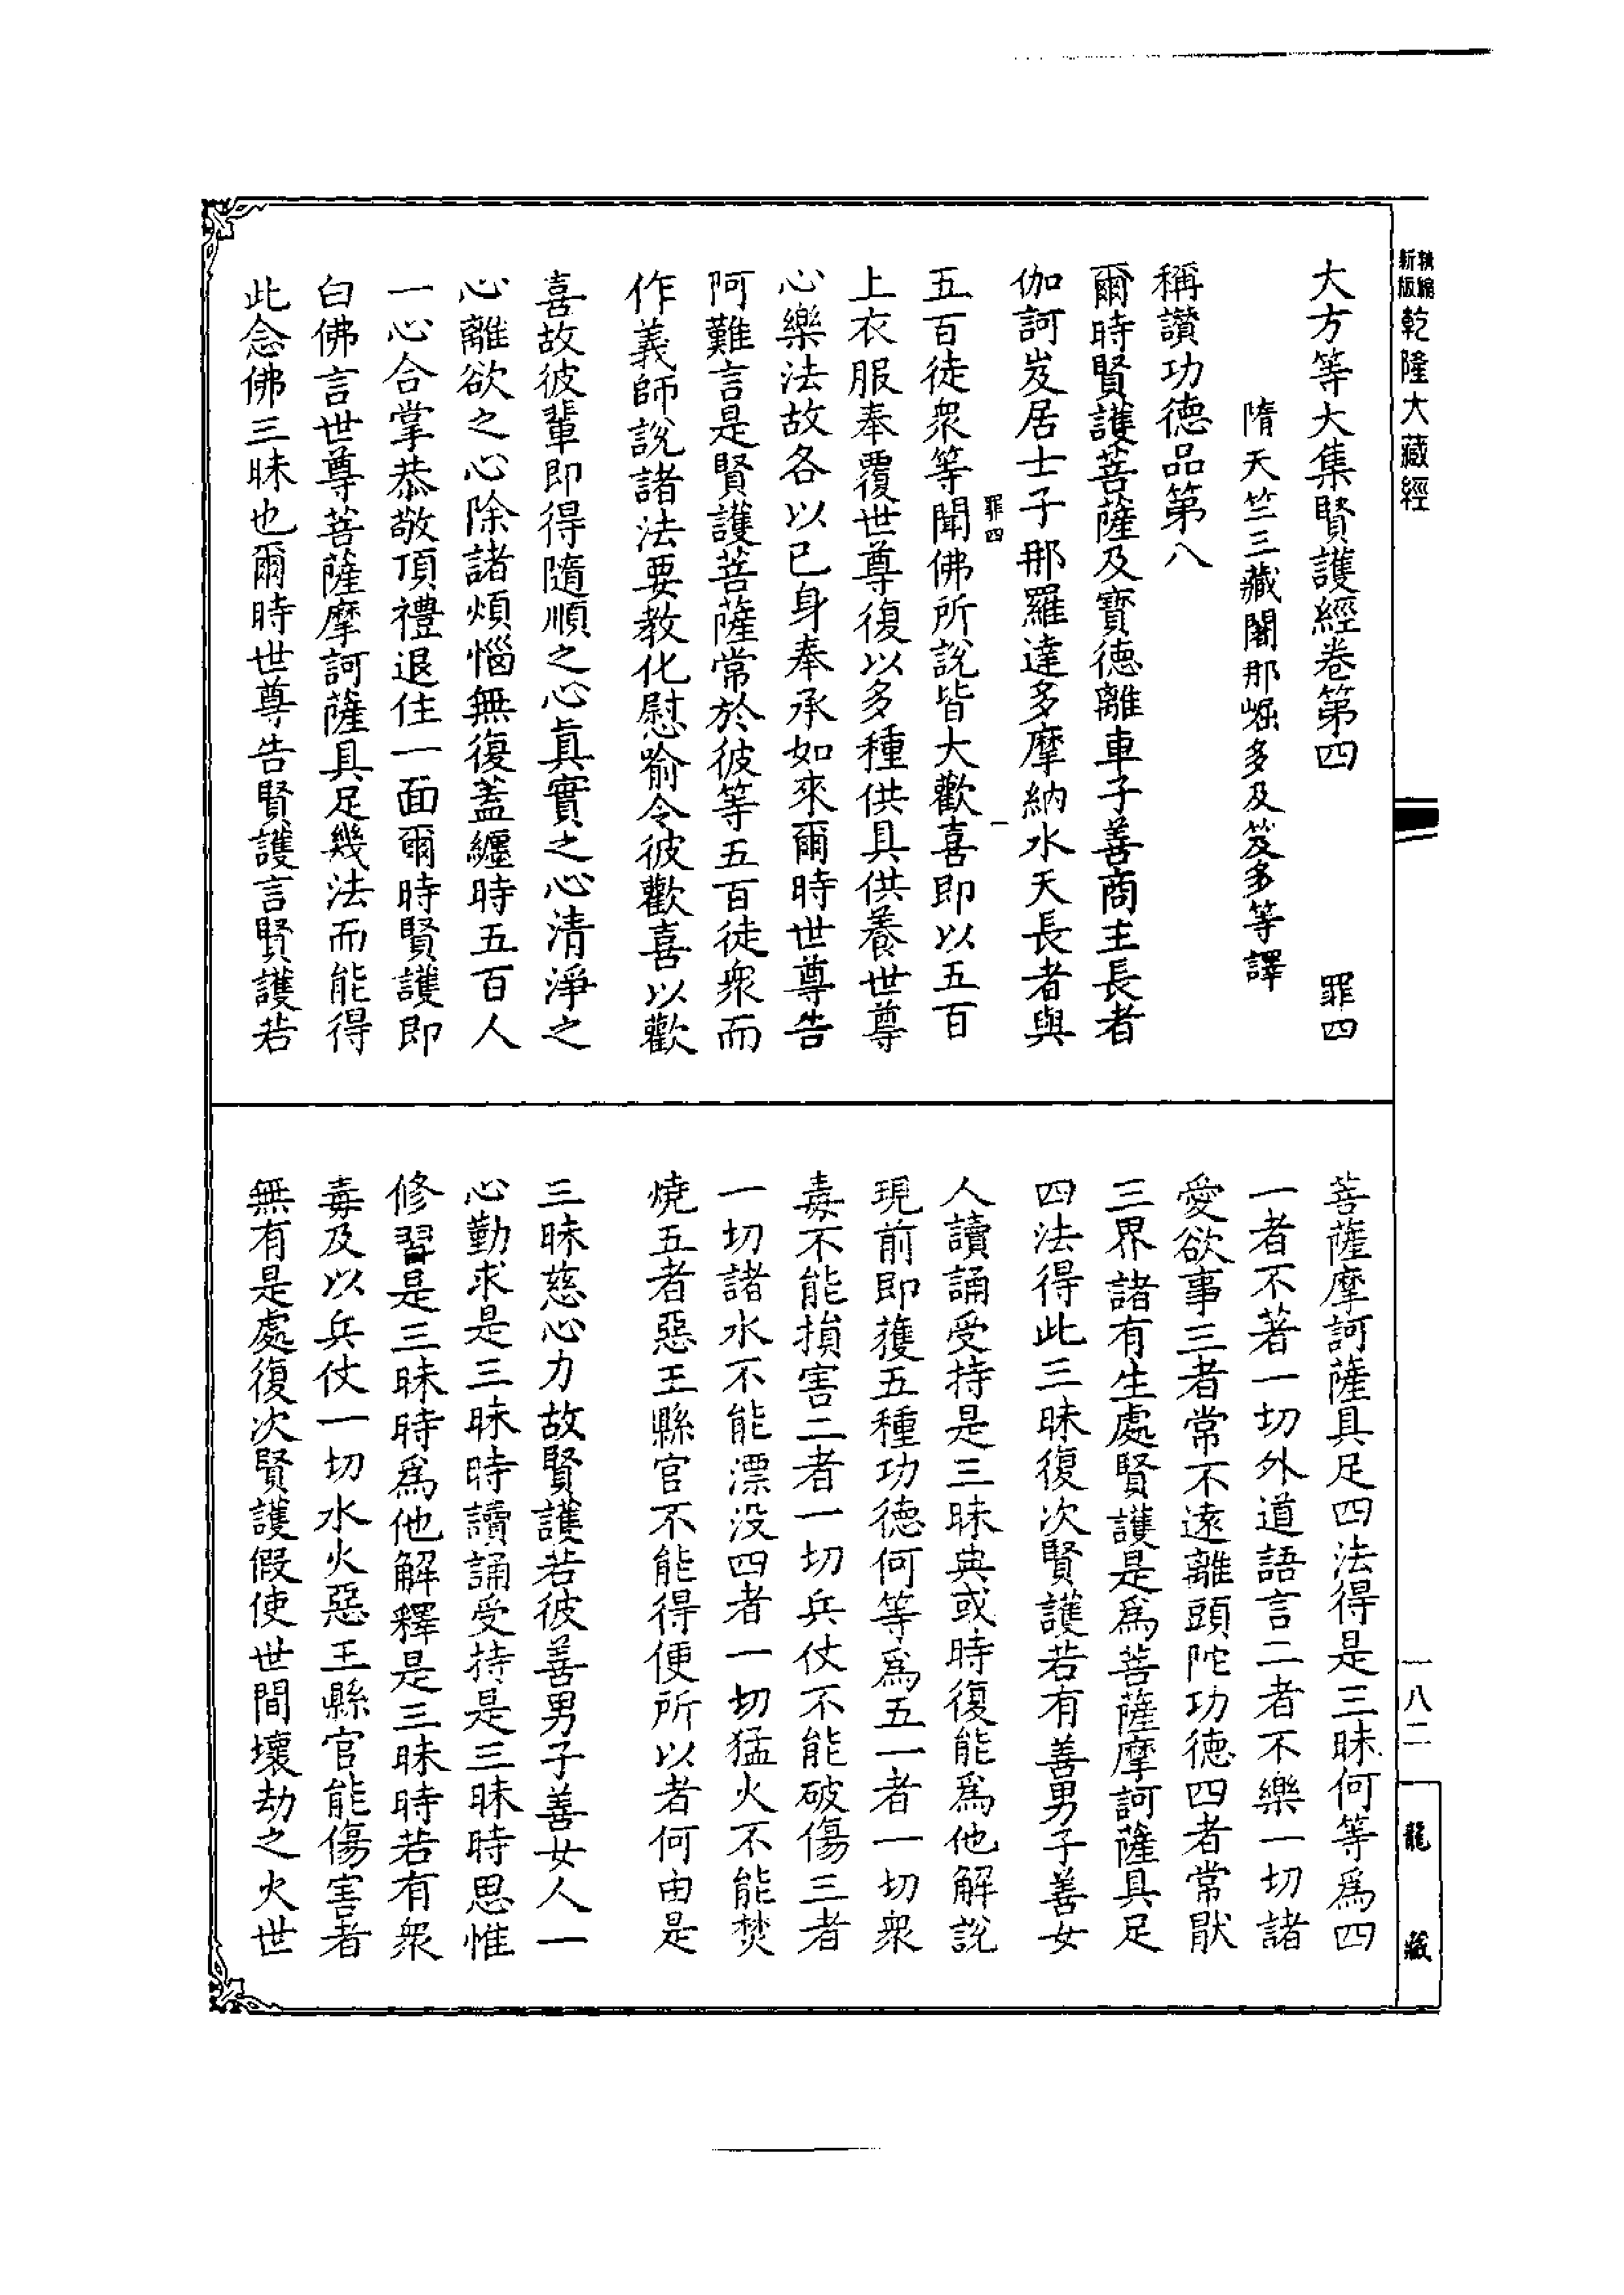 新版精縮乾隆大藏經
大方等大集賢護經卷第四　罪四
隋天竺三藏闍那崛多及笈多等譯
稱讚功德品第八
爾時賢護菩薩及寶德離車子善商主長者
伽訶岌居士子那羅達多摩納水天長者與
罪四　一
五百徒衆等聞佛所說皆大歡喜即以五百
上衣服奉覆世尊復以多種供具供養世尊
心樂法故各以已身奉承如來爾時世尊告
阿難言是賢護菩薩常於彼等五百徒衆而
作義師說諸法要教化慰喻令彼歡喜以歡
喜故彼輩即得隨順之心眞實之心清淨之
心離欲之心除諸煩惱無復蓋纏時五百人
一心合掌恭敬頂禮退住一面爾時賢護即
白佛言世尊菩薩摩訶薩具足幾法而能得
此念佛三昧也爾時世尊告賢護言賢護若
菩薩摩訶薩具足四法得是三昧何等爲四
一者不著一切外道語言二者不樂一切諸
愛欲事三者常不遠離頭陀功德四者常厭
三界諸有生處賢護是爲菩薩摩訶薩具足
四法得此三昧復次賢護若有善男子善女
人讀誦受持是三昧典或時復能爲他解說
現前即獲五種功德何等爲五一者一切衆
毒不能損害二者一切兵仗不能破傷三者
一切諸水不能漂没四者一切猛火不能焚
燒五者惡王縣官不能得便所以者何由是
三昧慈心力故賢護若彼善男子善女人一
心勤求是三昧時讀誦受持是三昧時思惟
修習是三昧時爲他解釋是三昧時若有衆
毒及以兵仗一切水火惡王縣官能傷害者
無有是處復次賢護假使世間壞劫之火世
一八二
龍藏